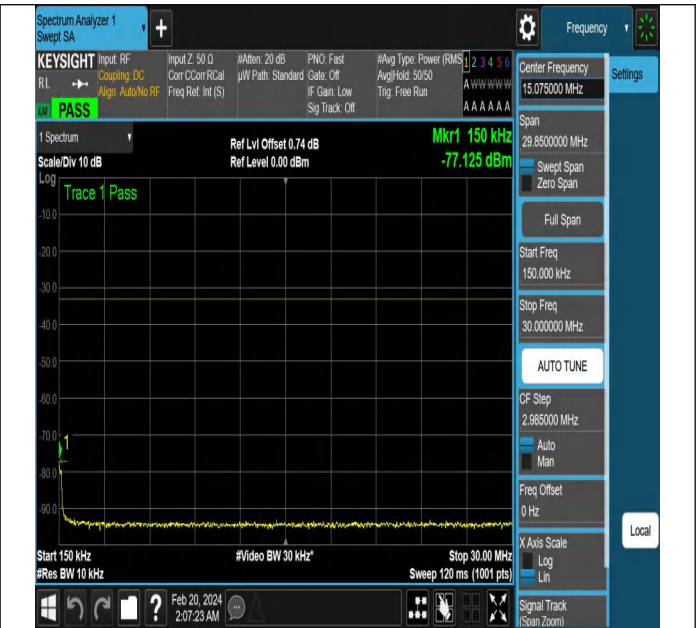 Spectrum Analyzer 1
Swept SA
+
Frequency
KEYSIGHT
RL
PASS
Input: RF
Coupling: DC
Align: Auto/No RF
Input Z: 50 Ω
Corr CCorr RCal
Freq Ref: Int (S)
#Atten: 20 dB
µW Path: Standard
PNO: Fast
Gate: Off
IF Gain: Low
Sig Track: Off
#Avg Type: Power (RMS
Avg|Hold: 50/50
Trig: Free Run
1 2 3 4 5 6
A W W W W W
A A A A A A
1 Spectrum
Scale/Div 10 dB
Ref Lvl Offset 0.74 dB
Ref Level 0.00 dBm
Mkr1 150 kHz
-77.125 dBm
Log
Trace 1 Pass
-10.0
-20.0
-30.0
-40.0
-50.0
-60.0
-70.0
1
-80.0
-90.0
Start 150 kHz
#Res BW 10 kHz
#Video BW 30 kHz*
Stop 30.00 MHz
Sweep 120 ms (1001 pts)
?
Feb 20, 2024
2:07:23 AM
Center Frequency
15.075000 MHz
Settings
Span
29.8500000 MHz
Swept Span
Zero Span
Full Span
Start Freq
150.000 kHz
Stop Freq
30.000000 MHz
AUTO TUNE
CF Step
2.985000 MHz
Auto
Man
Freq Offset
0 Hz
X Axis Scale
Log
Lin
Local
Signal Track
(Span Zoom)